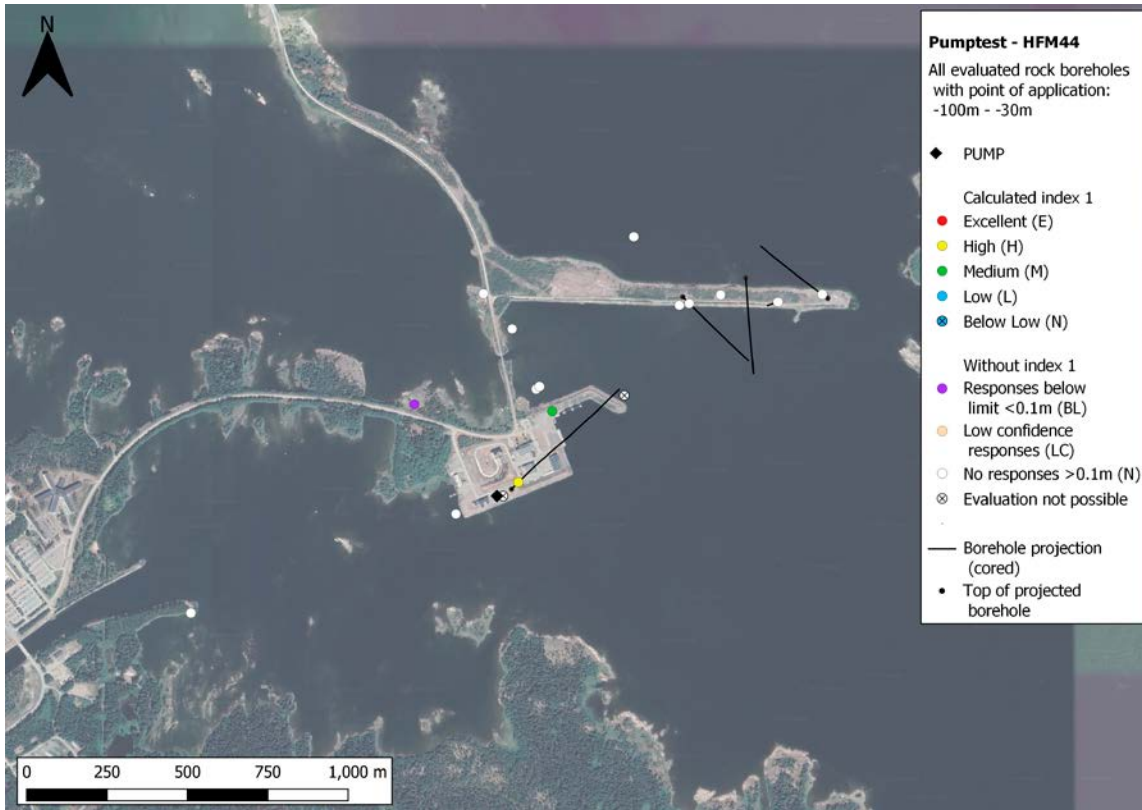 N
Pumptest - HFM44
All evaluated rock boreholes
with point of application:
-100m - -30m
PUMP
Calculated index 1
Excellent (E)
High (H)
Medium (M)
Low (L)
Below Low (N)
Without index 1
Responses below
limit <0.1m (BL)
Low confidence
responses (LC)
No responses >0.1m (N)
Evaluation not possible
Borehole projection
(cored)
Top of projected
borehole
0 250 500 750 1,000 m